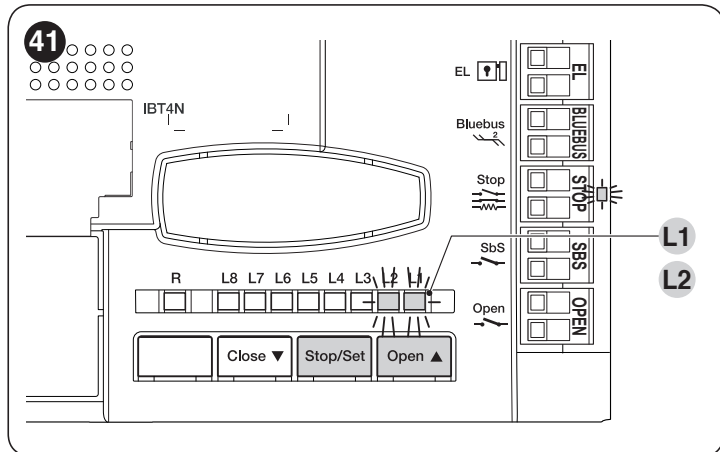 41
IBT4N
EL
EL
Bluebus
2
BLUEBUS
Stop
STOP
SbS
SBS
Open
OPEN
L1
L2
R L8 L7 L6 L5 L4 L3 L2 L1
Close ▼ Stop/Set Open ▲